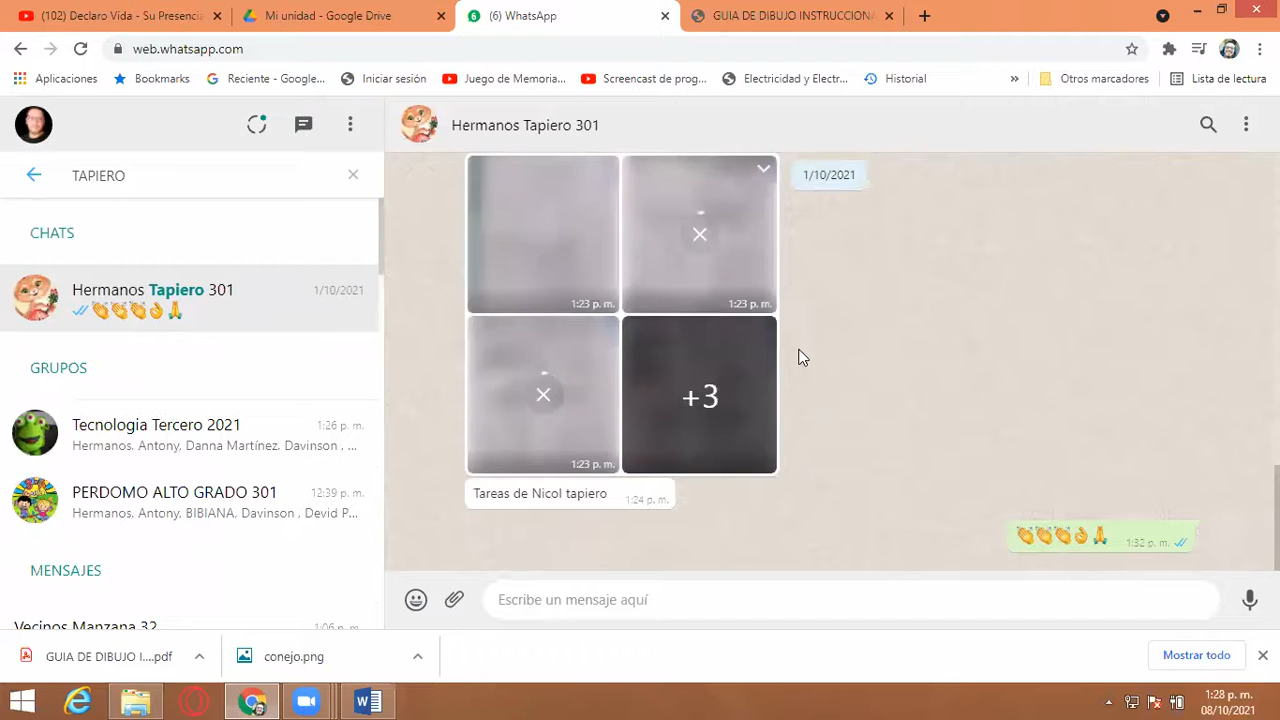 (102) Declaro Vida - Su Presencia
Mi unidad - Google Drive
(6) WhatsApp
GUIA DE DIBUJO INSTRUCCIONA
web.whatsapp.com
Aplicaciones
Bookmarks
Reciente - Google...
Iniciar sesión
Juego de Memoria...
Screencast de prog...
Electricidad y Electr...
Historial
»
Otros marcadores
Lista de lectura
Hermanos Tapiero 301
TAPIERO
1/10/2021
CHATS
Hermanos Tapiero 301
1/10/2021
👏👏👏👌🙏
GRUPOS
1:23 p. m.
1:23 p. m.
+3
1:23 p. m.
Tecnologia Tercero 2021
1:26 p. m.
Hermanos, Antony, Danna Martínez, Davinson , ...
PERDOMO ALTO GRADO 301
12:39 p. m.
Hermanos, Antony, BIBIANA, Davinson , Devid P...
Tareas de Nicol tapiero
1:24 p. m.
👏👏👏👌🙏
1:32 p. m.
MENSAJES
Vecinos Manzana 32
1:06 p. m.
Escribe un mensaje aquí
GUIA DE DIBUJO I....pdf
conejo.png
Mostrar todo
1:28 p. m.
08/10/2021